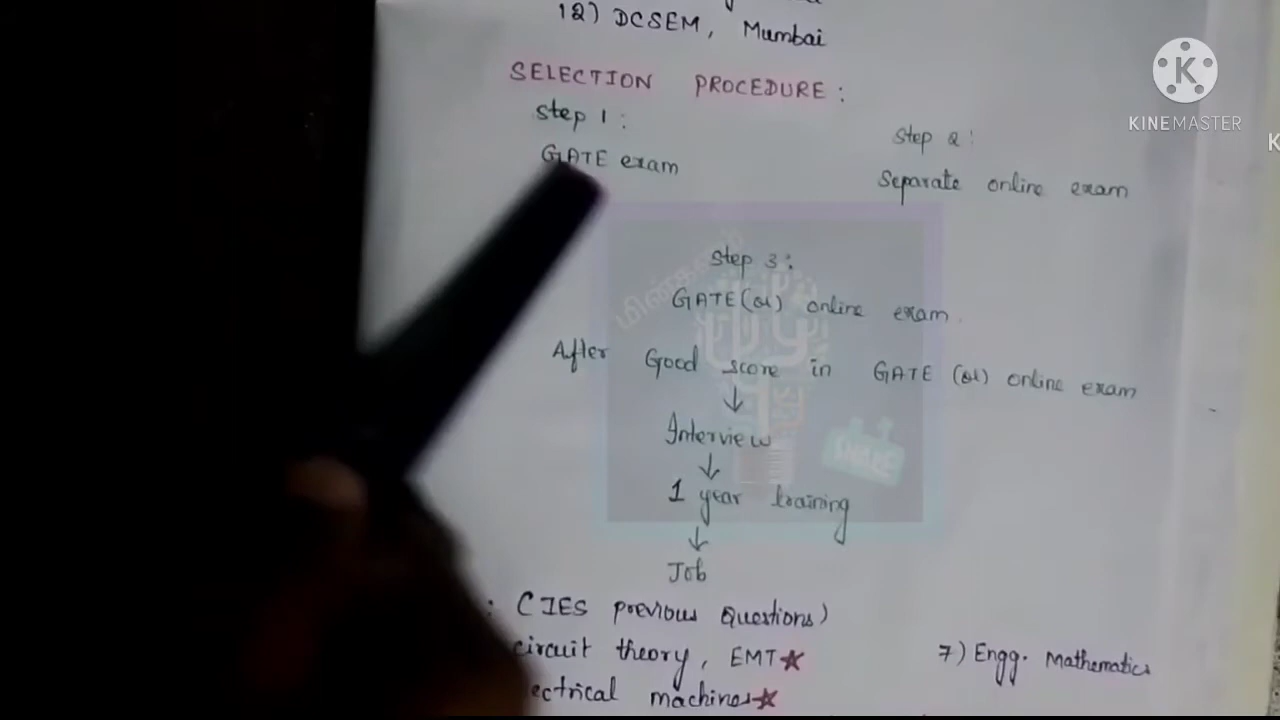 12) DCSEM, Mumbai
SELECTION PROCEDURE:
KINEMASTER
Step 1:
Step 2:
GATE exam
Separate online exam
Step 3:
GATE(or) online exam
After Good score in GATE (or) online exam
Interview
1 year training
Job
: (IES previous Questions)
circuit theory, EMT★
7) Engg. Mathematics
ectrical machines★